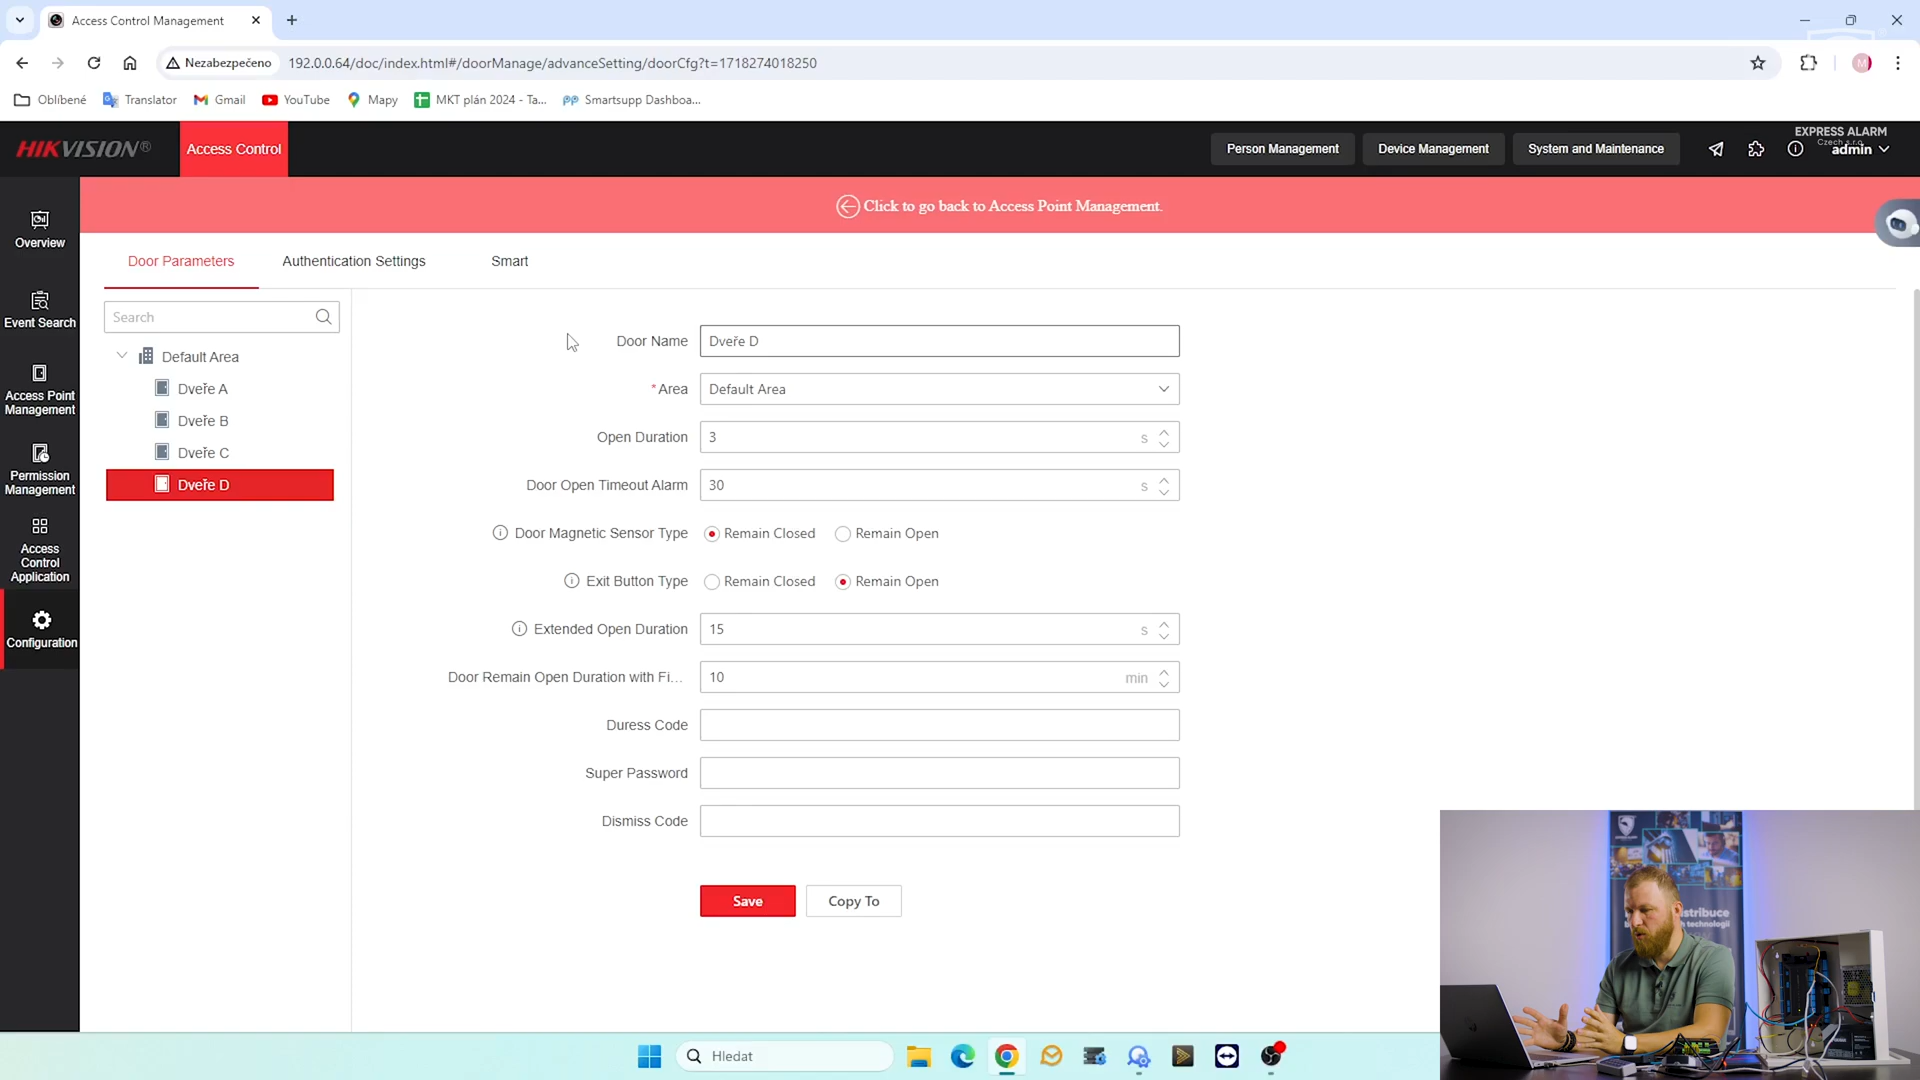 Access Control Management
Nezabezpečeno
192.0.0.64/doc/index.html#/doorManage/advanceSetting/doorCfg?t=1718274018250
M
Oblíbené
Translator
Gmail
YouTube
Mapy
MKT plán 2024 - Ta...
Smartsupp Dashboa...
HIKVISION®
Access Control
Person Management
Device Management
System and Maintenance
EXPRESS ALARM
Czech s.r.o.
admin
Click to go back to Access Point Management.
Overview
Event Search
Access Point
Management
Permission
Management
Access
Control
Application
Configuration
Door Parameters
Authentication Settings
Smart
Search
Default Area
Dveře A
Dveře B
Dveře C
Dveře D
Door Name
Dveře D
*Area
Default Area
Open Duration
3
s
Door Open Timeout Alarm
30
s
Door Magnetic Sensor Type
Remain Closed
Remain Open
Exit Button Type
Remain Closed
Remain Open
Extended Open Duration
15
s
Door Remain Open Duration with Fi...
10
min
Duress Code
Super Password
Dismiss Code
Save
Copy To
Hledat